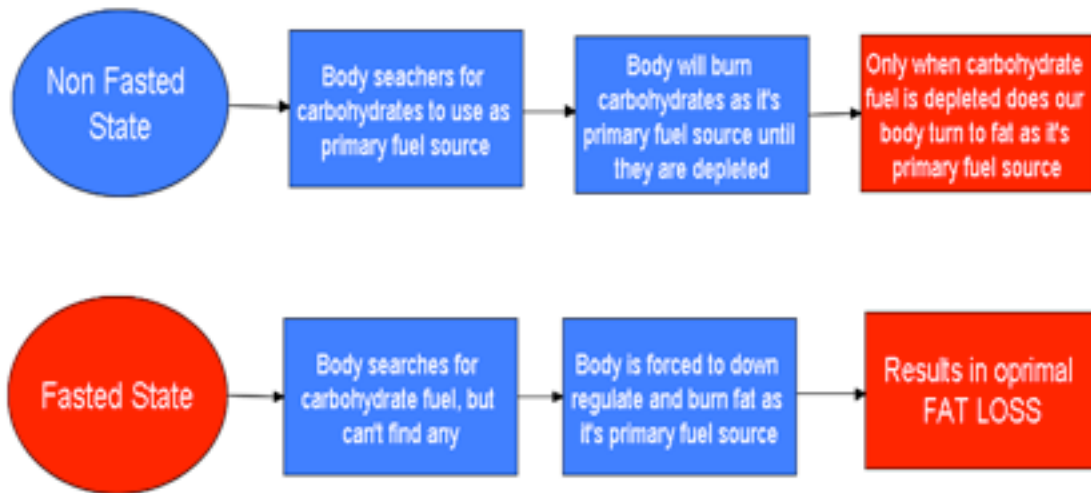 Non Fasted
State
Body seachers for
carbohydrates to use as
primary fuel source
Body will burn
carbohydrates as it's
primary fuel source until
they are depleted
Only when carbohydrate
fuel is depleted does our
body turn to fat as it's
primary fuel source
Fasted State
Body searches for
carbohydrate fuel, but
can't find any
Body is forced to down
regulate and burn fat as
it's primary fuel source
Results in oprimal
FAT LOSS